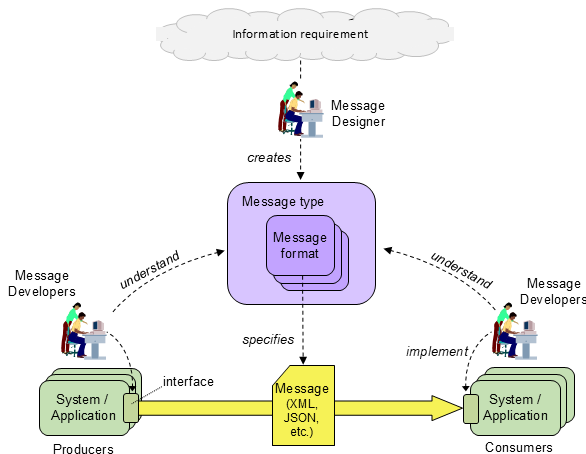 Information requirement
Message
Designer
creates
Message type
Message
format
understand
understand
Message
Developers
Message
Developers
specifies
implement
interface
System /
Application
Message
(XML,
JSON,
etc.)
System /
Application
Producers
Consumers